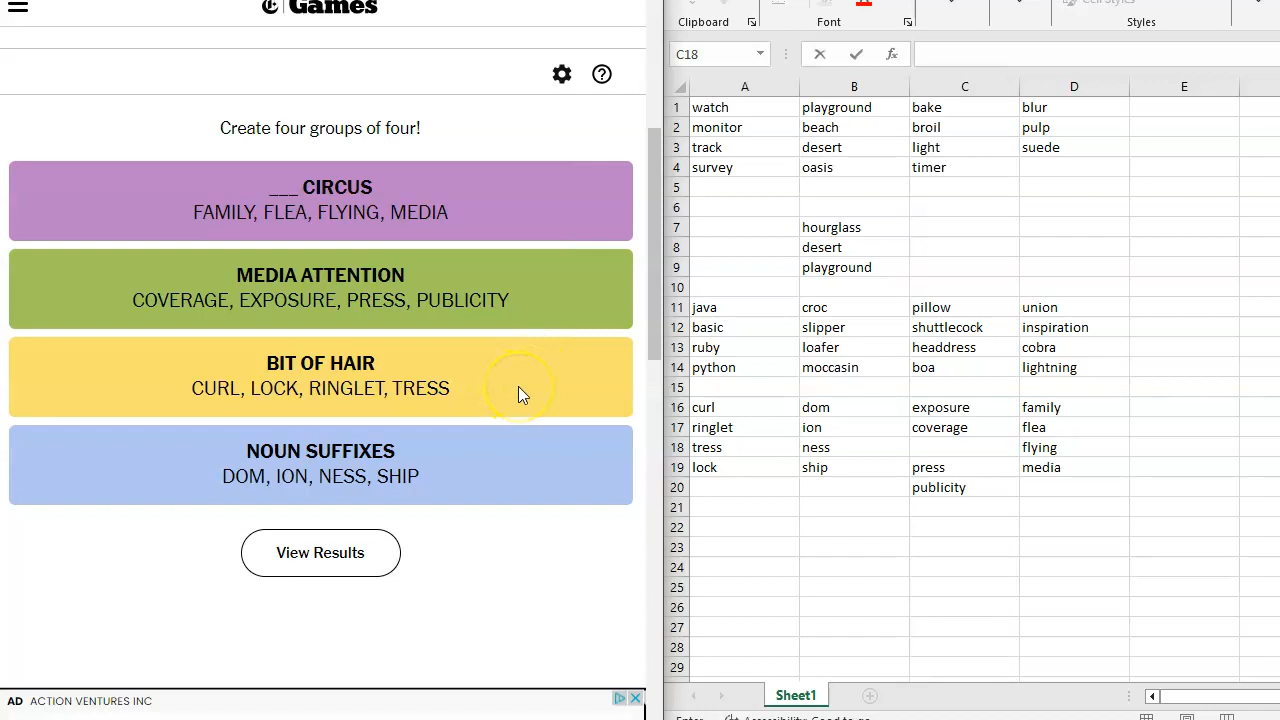 Games
Create four groups of four!
___ CIRCUS
FAMILY, FLEA, FLYING, MEDIA
MEDIA ATTENTION
COVERAGE, EXPOSURE, PRESS, PUBLICITY
BIT OF HAIR
CURL, LOCK, RINGLET, TRESS
NOUN SUFFIXES
DOM, ION, NESS, SHIP
View Results
AD ACTION VENTURES INC
Clipboard Font Styles
C18 fx
A B C D E
1 watch playground bake blur
2 monitor beach broil pulp
3 track desert light suede
4 survey oasis timer
5
6
7 hourglass
8 desert
9 playground
10
11 java croc pillow union
12 basic slipper shuttlecock inspiration
13 ruby loafer headdress cobra
14 python moccasin boa lightning
15
16 curl dom exposure family
17 ringlet ion coverage flea
18 tress ness flying
19 lock ship press media
20 publicity
21
22
23
24
25
26
27
28
29
Sheet1